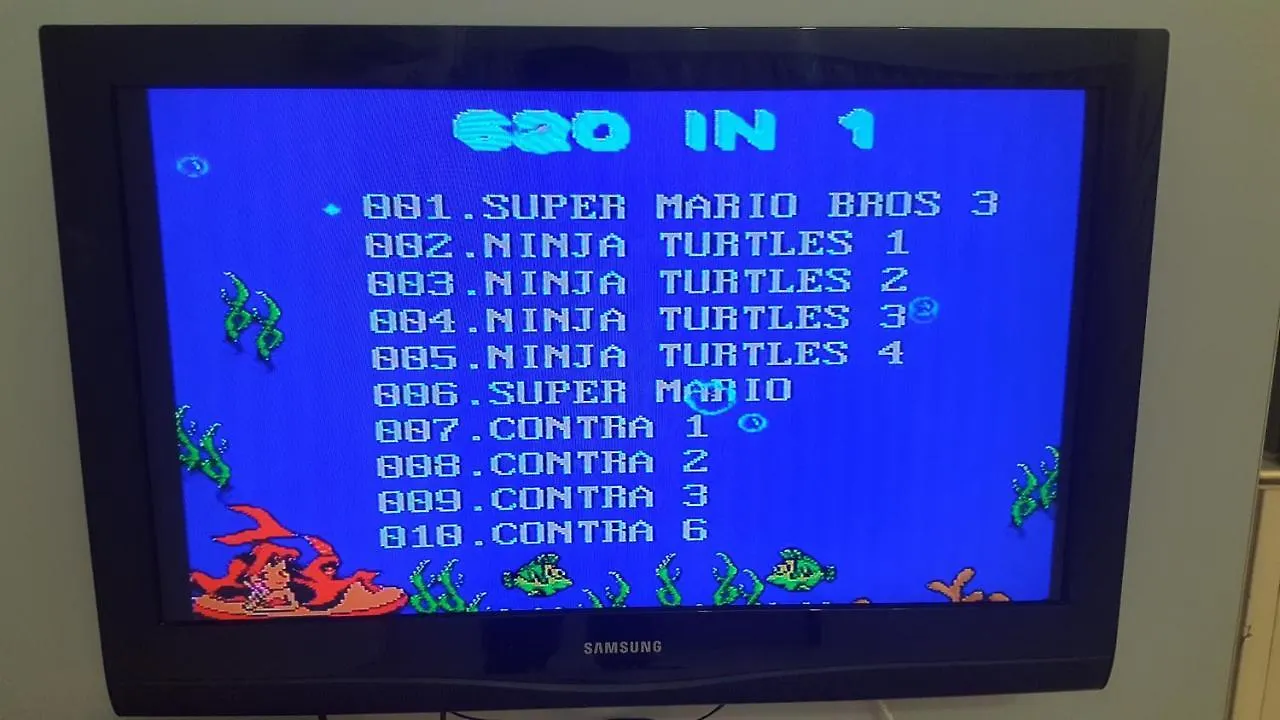 620 IN 1
001.SUPER MARIO BROS 3
002.NINJA TURTLES 1
003.NINJA TURTLES 2
004.NINJA TURTLES 3
005.NINJA TURTLES 4
006.SUPER MARIO
007.CONTRA 1
008.CONTRA 2
009.CONTRA 3
010.CONTRA 6
SAMSUNG